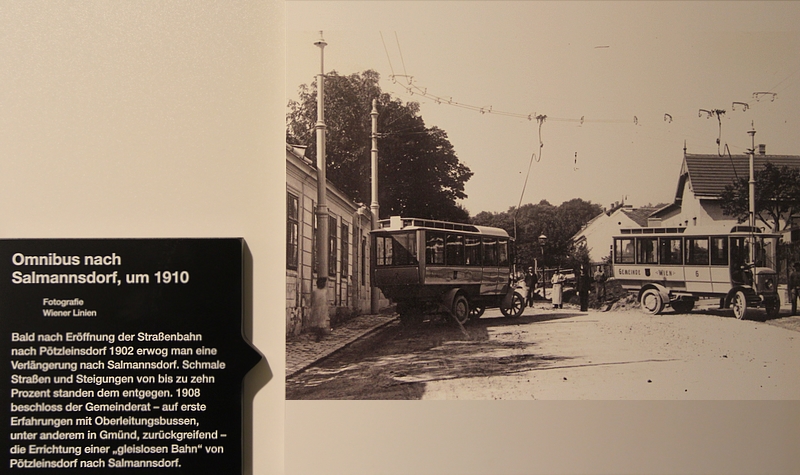 Omnibus nach
Salmannsdorf, um 1910
Fotografie
Wiener Linien
Bald nach Eröffnung der Straßenbahn
nach Pötzleinsdorf 1902 erwog man eine
Verlängerung nach Salmannsdorf. Schmale
Straßen und Steigungen von bis zu zehn
Prozent standen dem entgegen. 1908
beschloss der Gemeinderat – auf erste
Erfahrungen mit Oberleitungsbussen,
unter anderem in Gmünd, zurückgreifend –
die Errichtung einer „gleislosen Bahn“ von
Pötzleinsdorf nach Salmannsdorf.
GEMEINDE WIEN 6